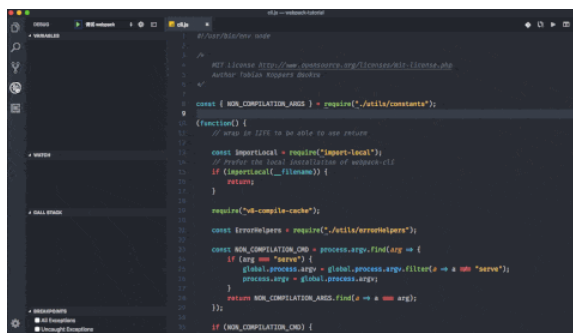 cli.js — webpack-tutorial
DEBUG
webpack
cli.js
VARIABLES
WATCH
CALL STACK
BREAKPOINTS
All Exceptions
Uncaught Exceptions
#!/usr/bin/env node
/*
MIT License http://www.opensource.org/licenses/mit-license.php
Author Tobias Koppers @sokra
*/
const { NON_COMPILATION_ARGS } = require("./utils/constants");
9
(function() {
// wrap in IIFE to be able to use return
const importLocal = require("import-local");
// Prefer the local installation of webpack-cli
if (importLocal(__filename)) {
return;
}
require("v8-compile-cache");
const ErrorHelpers = require("./utils/errorHelpers");
const NON_COMPILATION_CMD = process.argv.find(arg => {
if (arg === "serve") {
global.process.argv = global.process.argv.filter(a => a !== "serve");
process.argv = global.process.argv;
}
return NON_COMPILATION_ARGS.find(a => a === arg);
});
if (NON_COMPILATION_CMD) {